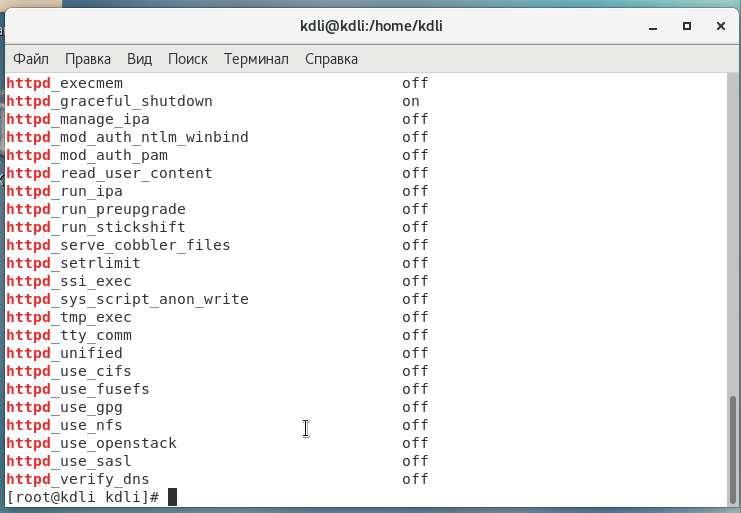 kdli@kdli:/home/kdli
Файл Правка Вид Поиск Терминал Справка
httpd_execmem off
httpd_graceful_shutdown on
httpd_manage_ipa off
httpd_mod_auth_ntlm_winbind off
httpd_mod_auth_pam off
httpd_read_user_content off
httpd_run_ipa off
httpd_run_preupgrade off
httpd_run_stickshift off
httpd_serve_cobbler_files off
httpd_setrlimit off
httpd_ssi_exec off
httpd_sys_script_anon_write off
httpd_tmp_exec off
httpd_tty_comm off
httpd_unified off
httpd_use_cifs off
httpd_use_fusefs off
httpd_use_gpg off
httpd_use_nfs off
httpd_use_openstack off
httpd_use_sasl off
httpd_verify_dns off
[root@kdli kdli]#